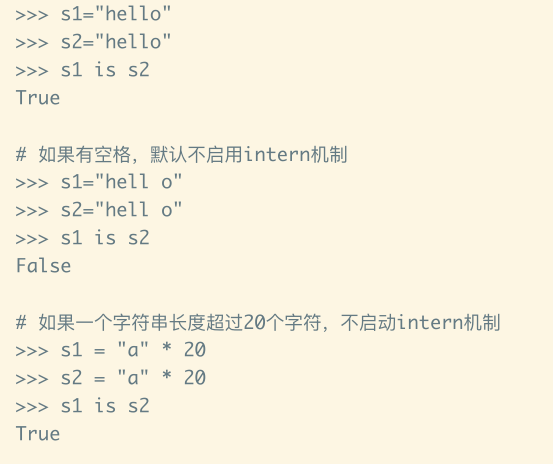 >>> s1="hello"
>>> s2="hello"
>>> s1 is s2
True
# 如果有空格，默认不启用intern机制
>>> s1="hell o"
>>> s2="hell o"
>>> s1 is s2
False
# 如果一个字符串长度超过20个字符，不启动intern机制
>>> s1 = "a" * 20
>>> s2 = "a" * 20
>>> s1 is s2
True